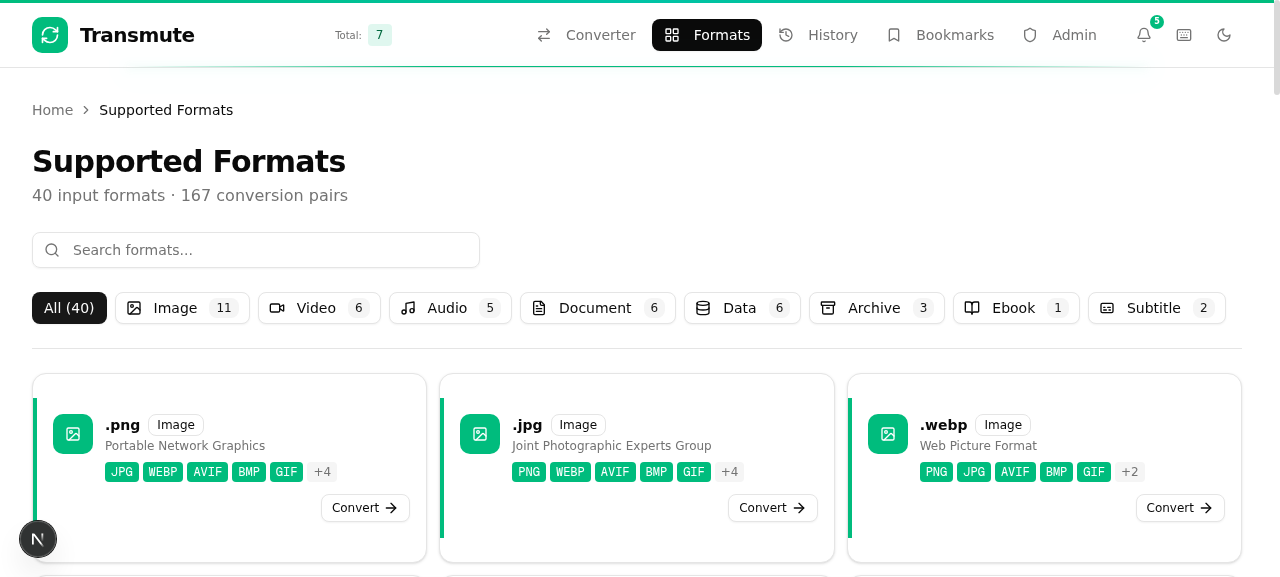 Transmute
Total: 7
Converter
Formats
History
Bookmarks
Admin
5
Home > Supported Formats
Supported Formats
40 input formats · 167 conversion pairs
Search formats...
All (40)
Image 11
Video 6
Audio 5
Document 6
Data 6
Archive 3
Ebook 1
Subtitle 2
.png Image
Portable Network Graphics
JPG WEBP AVIF BMP GIF +4
Convert
.jpg Image
Joint Photographic Experts Group
PNG WEBP AVIF BMP GIF +4
Convert
.webp Image
Web Picture Format
PNG JPG AVIF BMP GIF +2
Convert
N